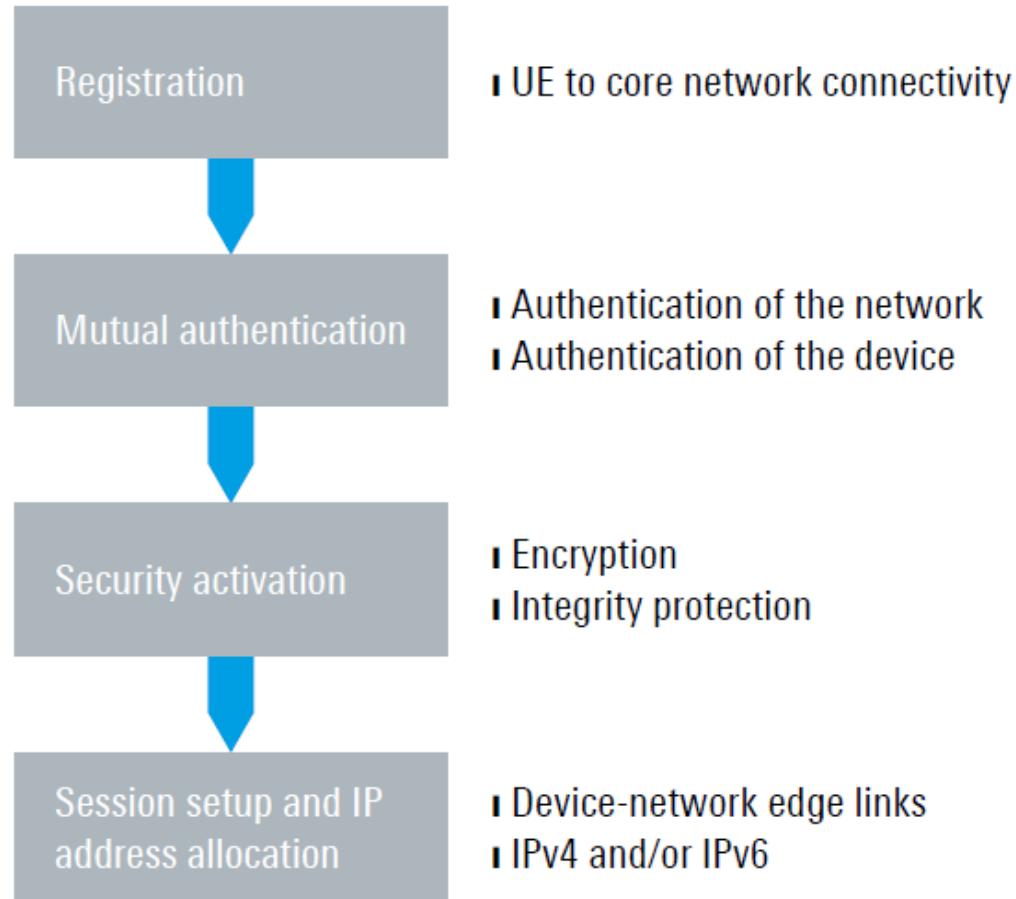 Registration
UE to core network connectivity
Mutual authentication
Authentication of the network
Authentication of the device
Security activation
Encryption
Integrity protection
Session setup and IP
address allocation
Device-network edge links
IPv4 and/or IPv6